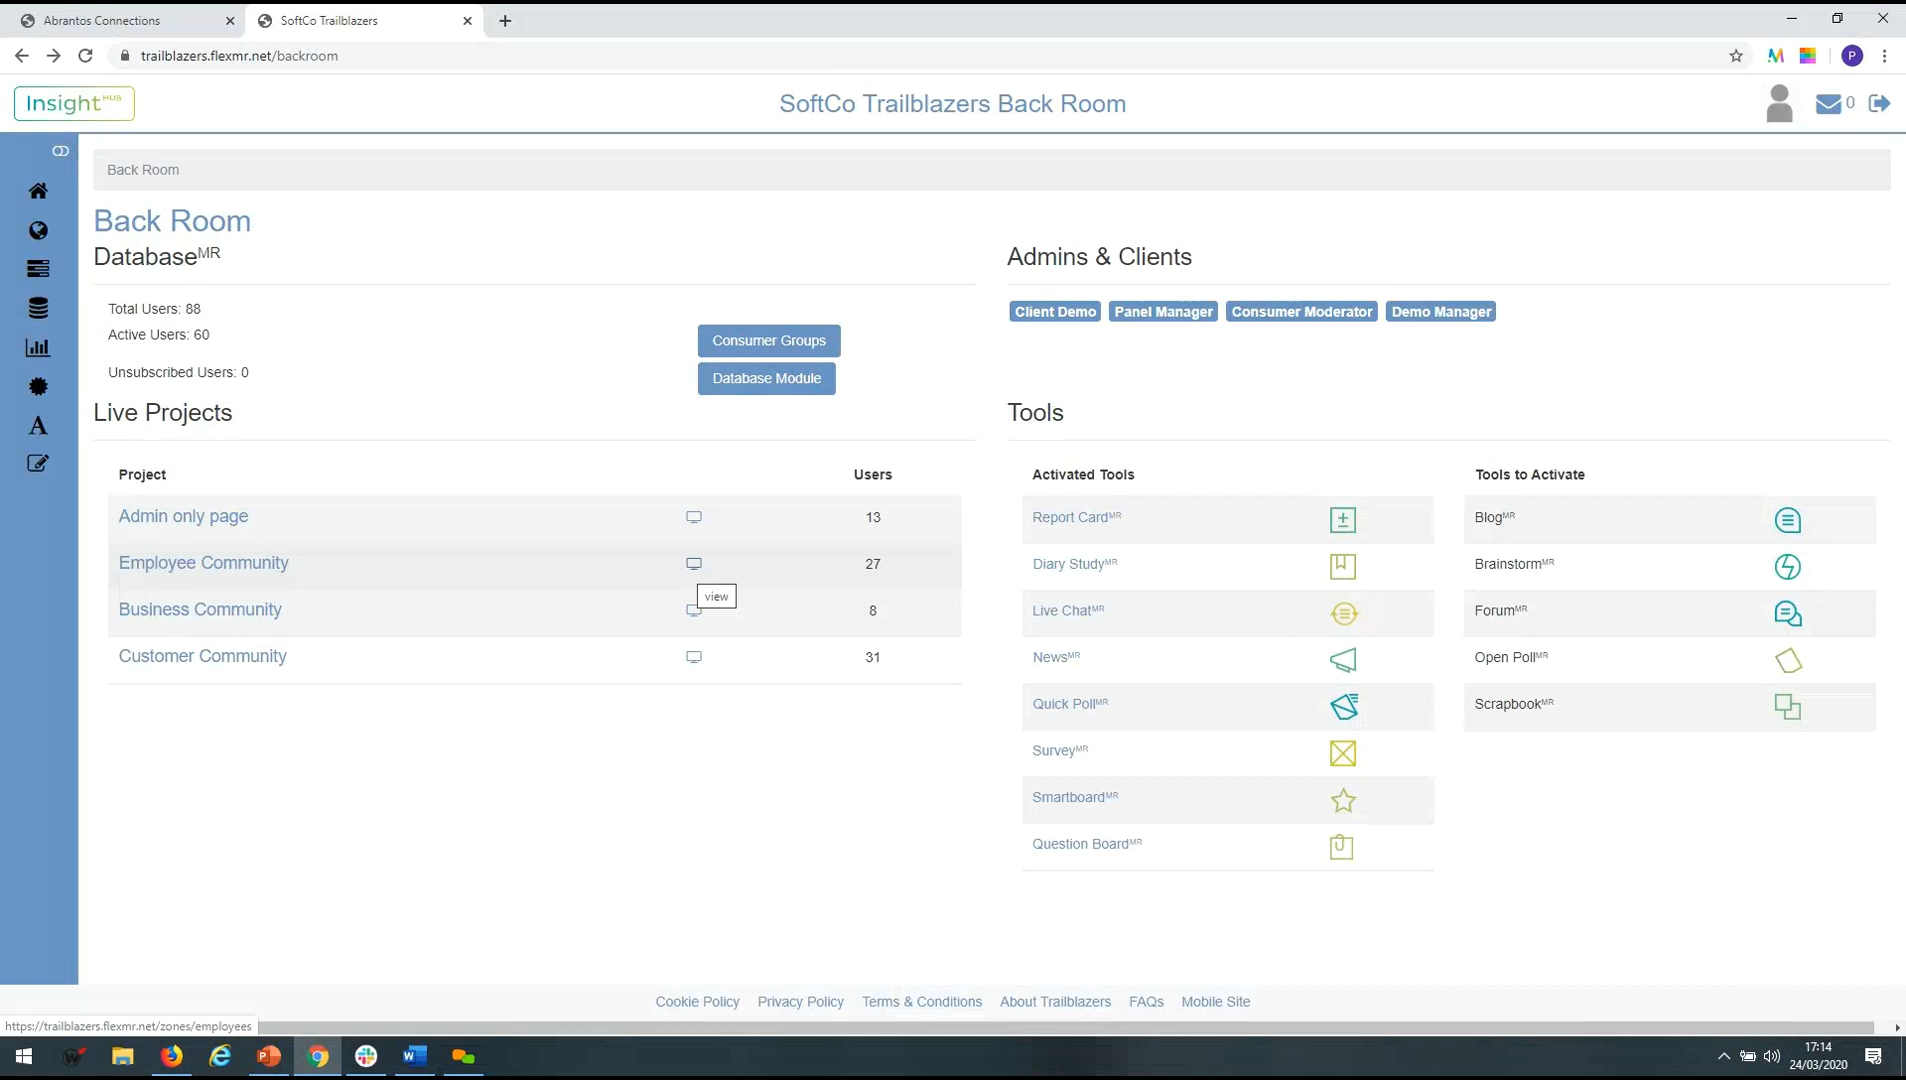 Abrantos Connections
SoftCo Trailblazers
trailblazers.flexmr.net/backroom
P
Insight HUB
SoftCo Trailblazers Back Room
0
Back Room
Back Room
DatabaseMR
Total Users: 88
Active Users: 60
Unsubscribed Users: 0
Consumer Groups
Database Module
Admins & Clients
Client Demo Panel Manager Consumer Moderator Demo Manager
Live Projects
Project Users
Admin only page 13
Employee Community 27
view
Business Community 8
Customer Community 31
Tools
Activated Tools
Report CardMR
Diary StudyMR
Live ChatMR
NewsMR
Quick PollMR
SurveyMR
SmartboardMR
Question BoardMR
Tools to Activate
BlogMR
BrainstormMR
ForumMR
Open PollMR
ScrapbookMR
Cookie Policy Privacy Policy Terms & Conditions About Trailblazers FAQs Mobile Site
https://trailblazers.flexmr.net/zones/employees
17:14
24/03/2020